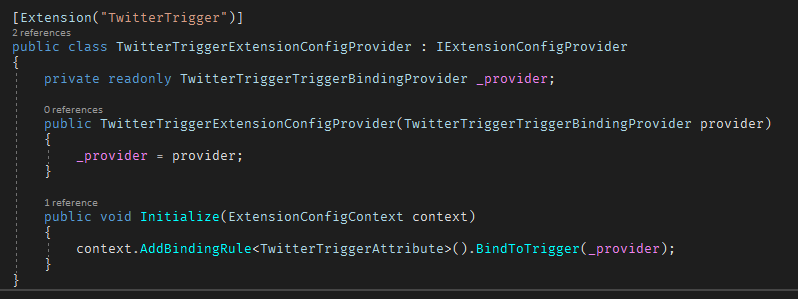 [Extension("TwitterTrigger")]
2 references
public class TwitterTriggerExtensionConfigProvider : IExtensionConfigProvider
{
private readonly TwitterTriggerTriggerBindingProvider _provider;
0 references
public TwitterTriggerExtensionConfigProvider(TwitterTriggerTriggerBindingProvider provider)
{
_provider = provider;
}
1 reference
public void Initialize(ExtensionConfigContext context)
{
context.AddBindingRule<TwitterTriggerAttribute>().BindToTrigger(_provider);
}
}